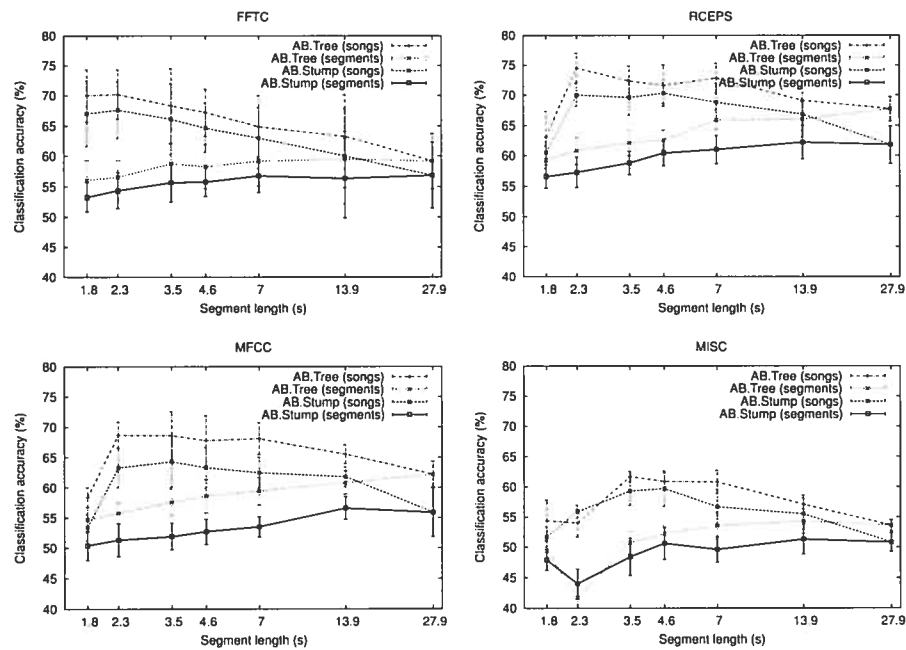 FFTC
80
75
70
65
60
55
50
45
40
Classification accuracy (%)
AB.Tree (songs)
AB.Tree (segments)
AB.Stump (songs)
AB.Stump (segments)
1.8 2.3 3.5 4.6 7 13.9 27.9
Segment length (s)
RCEPS
80
75
70
65
60
55
50
45
40
Classification accuracy (%)
AB.Tree (songs)
AB.Tree (segments)
AB.Stump (songs)
AB.Stump (segments)
1.8 2.3 3.5 4.6 7 13.9 27.9
Segment length (s)
MFCC
80
75
70
65
60
55
50
45
40
Classification accuracy (%)
AB.Tree (songs)
AB.Tree (segments)
AB.Stump (songs)
AB.Stump (segments)
1.8 2.3 3.5 4.6 7 13.9 27.9
Segment length (s)
MISC
80
75
70
65
60
55
50
45
40
Classification accuracy (%)
AB.Tree (songs)
AB.Tree (segments)
AB.Stump (songs)
AB.Stump (segments)
1.8 2.3 3.5 4.6 7 13.9 27.9
Segment length (s)